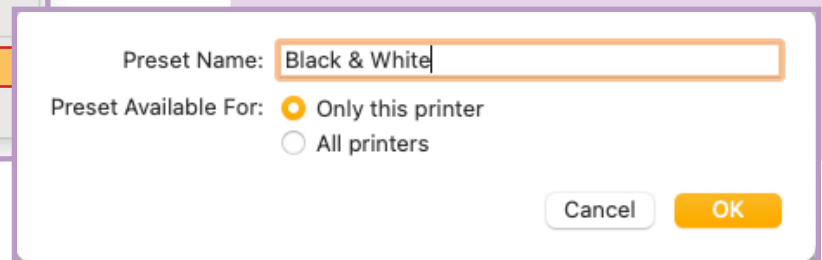 Preset Name: Black & White
Preset Available For: Only this printer
All printers
Cancel OK